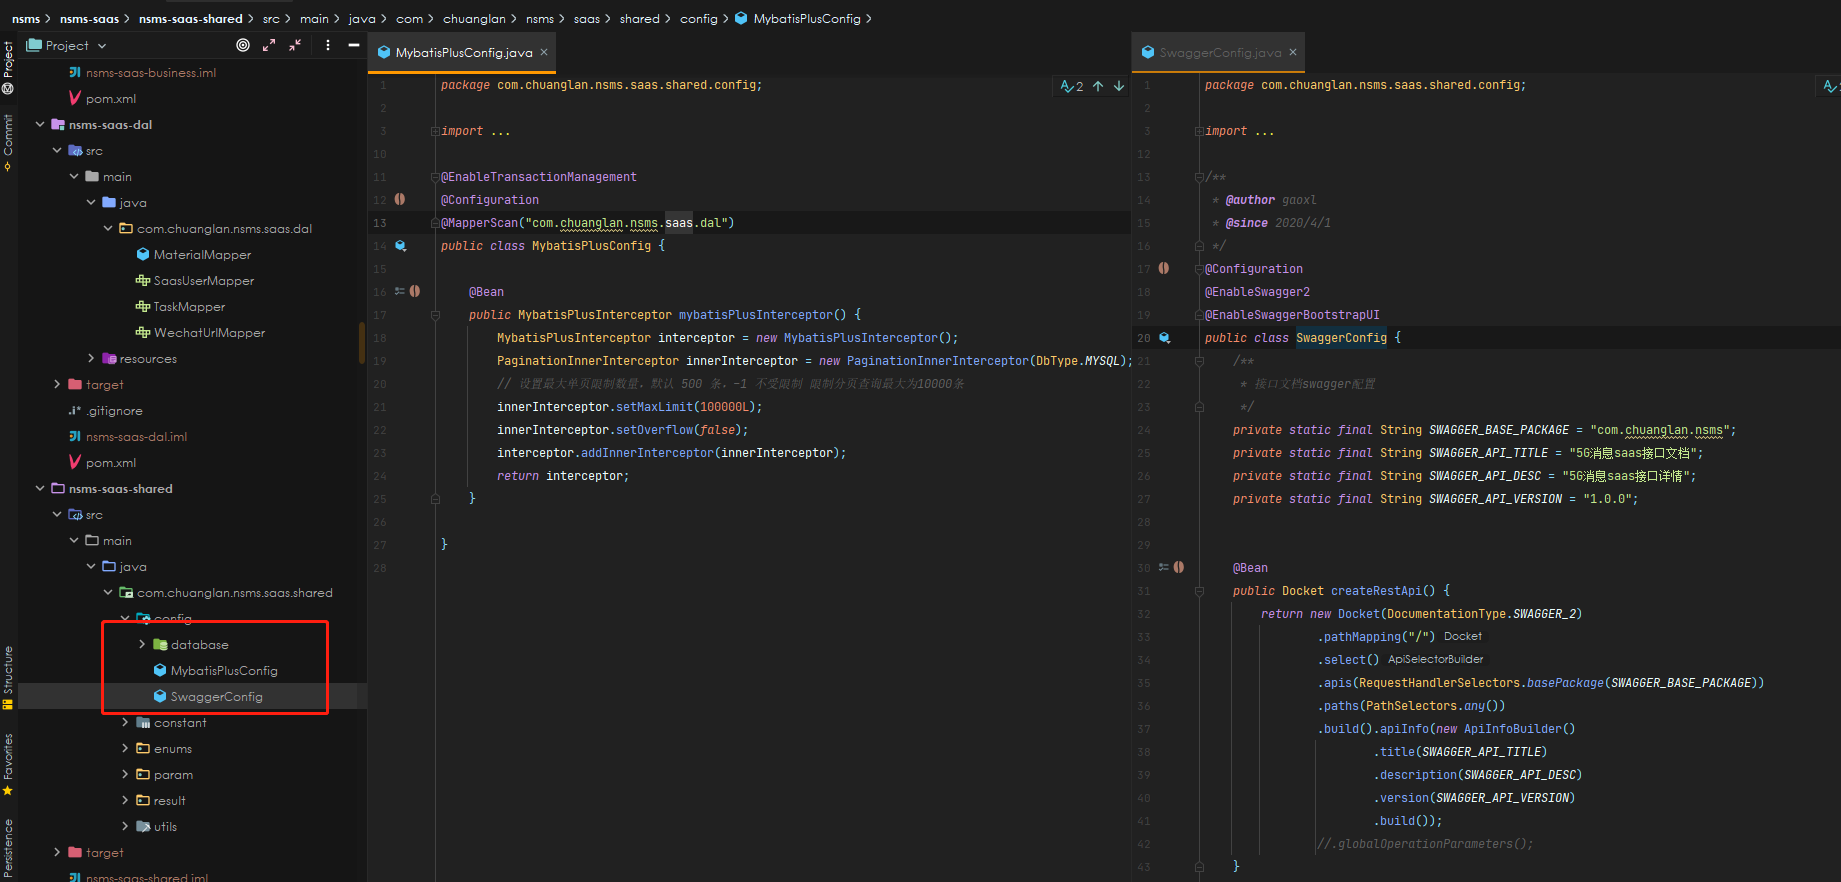 nsms > nsms-saas > nsms-saas-shared > src > main > java > com > chuanglan > nsms > saas > shared > config > MybatisPlusConfig >
Project
Commit
Structure
Favorites
Persistence
Project
nsms-saas-business.iml
pom.xml
nsms-saas-dal
src
main
java
com.chuanglan.nsms.saas.dal
MaterialMapper
SaasUserMapper
TaskMapper
WechatUrlMapper
resources
target
.gitignore
nsms-saas-dal.iml
pom.xml
nsms-saas-shared
src
main
java
com.chuanglan.nsms.saas.shared
config
database
MybatisPlusConfig
SwaggerConfig
constant
enums
param
result
utils
target
nsms-saas-shared.iml
MybatisPlusConfig.java ×
2
1 package com.chuanglan.nsms.saas.shared.config;
2
3 import ...
10
11 @EnableTransactionManagement
12 @Configuration
13 @MapperScan("com.chuanglan.nsms.saas.dal")
14 public class MybatisPlusConfig {
15
16 @Bean
17 public MybatisPlusInterceptor mybatisPlusInterceptor() {
18 MybatisPlusInterceptor interceptor = new MybatisPlusInterceptor();
19 PaginationInnerInterceptor innerInterceptor = new PaginationInnerInterceptor(DbType.MYSQL);
20 // 设置最大单页限制数量，默认 500 条，-1 不受限制 限制分页查询最大为10000条
21 innerInterceptor.setMaxLimit(100000L);
22 innerInterceptor.setOverflow(false);
23 interceptor.addInnerInterceptor(innerInterceptor);
24 return interceptor;
25 }
26
27 }
28
SwaggerConfig.java ×
1 package com.chuanglan.nsms.saas.shared.config;
2
3 import ...
12
13 /**
14 * @author gaoxl
15 * @since 2020/4/1
16 */
17 @Configuration
18 @EnableSwagger2
19 @EnableSwaggerBootstrapUI
20 public class SwaggerConfig {
21 /**
22 * 接口文档swagger配置
23 */
24 private static final String SWAGGER_BASE_PACKAGE = "com.chuanglan.nsms";
25 private static final String SWAGGER_API_TITLE = "5G消息saas接口文档";
26 private static final String SWAGGER_API_DESC = "5G消息saas接口详情";
27 private static final String SWAGGER_API_VERSION = "1.0.0";
28
29
30 @Bean
31 public Docket createRestApi() {
32 return new Docket(DocumentationType.SWAGGER_2)
33 .pathMapping("/") Docket
34 .select() ApiSelectorBuilder
35 .apis(RequestHandlerSelectors.basePackage(SWAGGER_BASE_PACKAGE))
36 .paths(PathSelectors.any())
37 .build().apiInfo(new ApiInfoBuilder()
38 .title(SWAGGER_API_TITLE)
39 .description(SWAGGER_API_DESC)
40 .version(SWAGGER_API_VERSION)
41 .build());
42 //.globalOperationParameters();
43 }